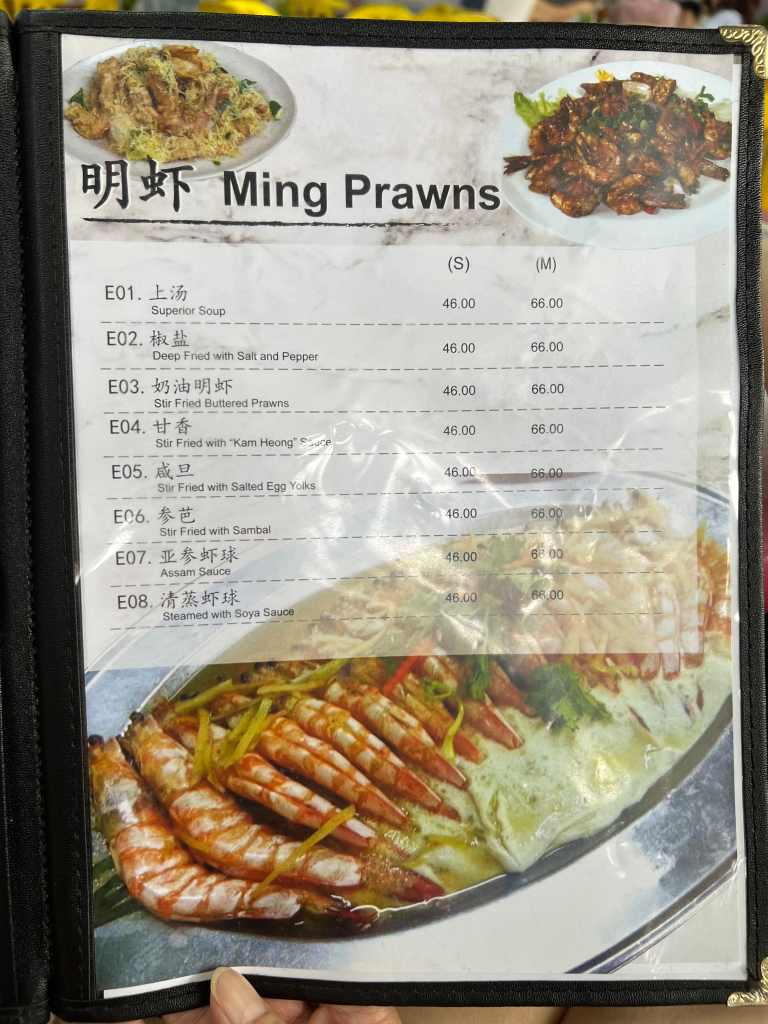 明虾 Ming Prawns
(S) (M)
E01. 上汤 46.00 66.00
Superior Soup
E02. 椒盐 46.00 66.00
Deep Fried with Salt and Pepper
E03. 奶油明虾 46.00 66.00
Stir Fried Buttered Prawns
E04. 甘香 46.00 66.00
Stir Fried with “Kam Heong” Sauce
E05. 咸旦 46.00 66.00
Stir Fried with Salted Egg Yolks
E06. 参芭 46.00 66.00
Stir Fried with Sambal
E07. 亚参虾球 46.00 66.00
Assam Sauce
E08. 清蒸虾球 46.00 66.00
Steamed with Soya Sauce